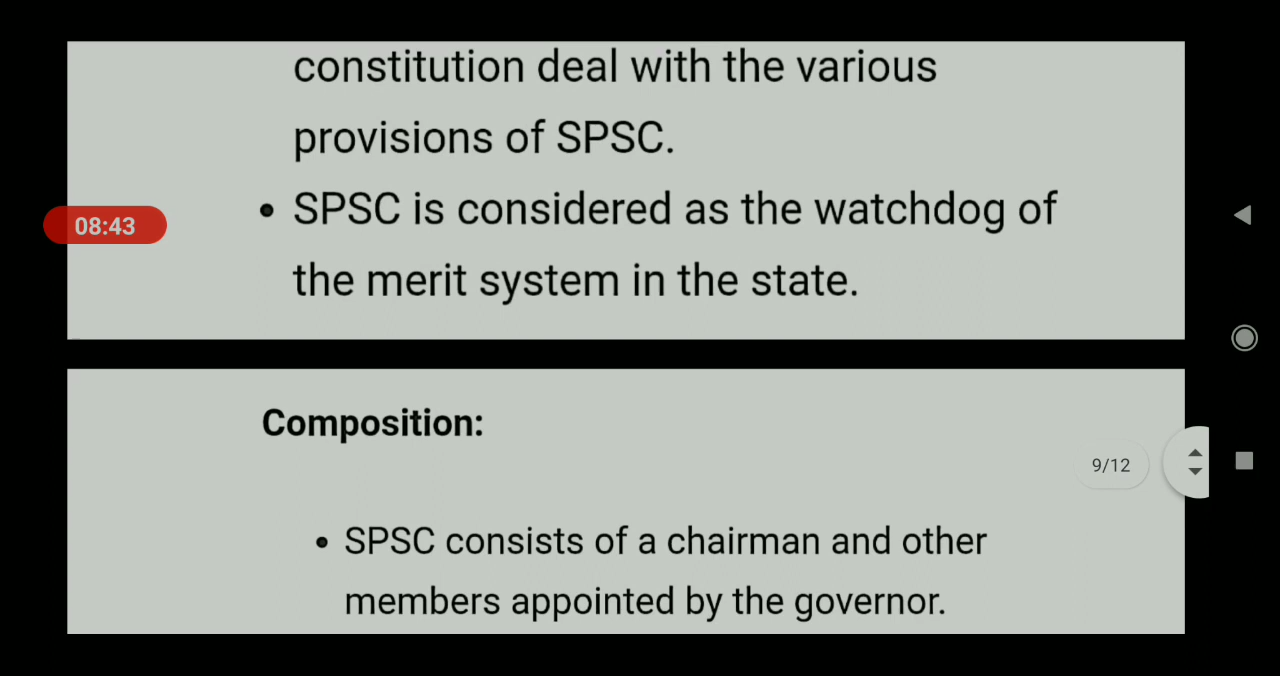 constitution deal with the various
provisions of SPSC.
• SPSC is considered as the watchdog of
08:43
the merit system in the state.
Composition:
9/12
• SPSC consists of a chairman and other
members appointed by the governor.